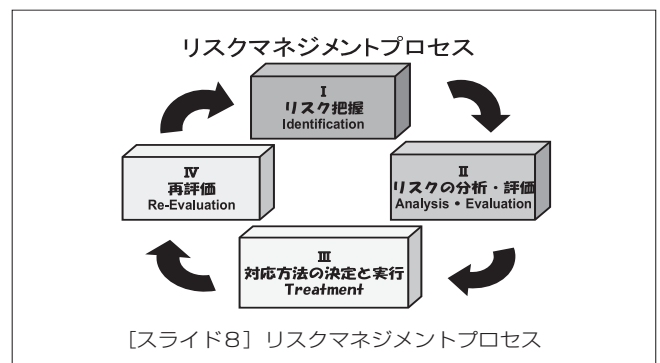 リスクマネジメントプロセス
Ⅰ
リスク把握
Identification
Ⅱ
リスクの分析・評価
Analysis・Evaluation
Ⅲ
対応方法の決定と実行
Treatment
Ⅳ
再評価
Re-Evaluation
[スライド8] リスクマネジメントプロセス